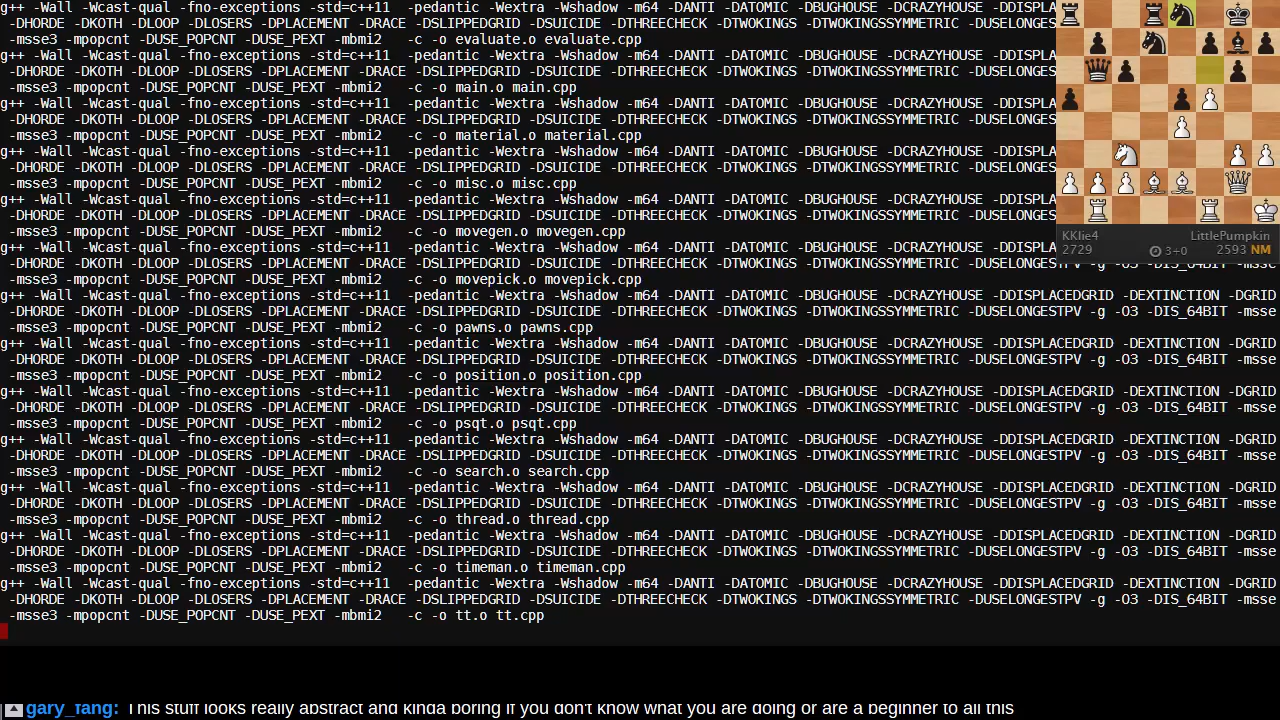 g++ -Wall -Wcast-qual -fno-exceptions -std=c++11  -pedantic -Wextra -Wshadow -m64 -DANTI -DATOMIC -DBUGHOUSE -DCRAZYHOUSE -DDISPLA
-DHORDE -DKOTH -DLOOP -DLOSERS -DPLACEMENT -DRACE -DSLIPPEDGRID -DSUICIDE -DTHREECHECK -DTWOKINGS -DTWOKINGSSYMMETRIC -DUSELONGES
-msse3 -mpopcnt -DUSE_POPCNT -DUSE_PEXT -mbmi2   -c -o evaluate.o evaluate.cpp
g++ -Wall -Wcast-qual -fno-exceptions -std=c++11  -pedantic -Wextra -Wshadow -m64 -DANTI -DATOMIC -DBUGHOUSE -DCRAZYHOUSE -DDISPLA
-DHORDE -DKOTH -DLOOP -DLOSERS -DPLACEMENT -DRACE -DSLIPPEDGRID -DSUICIDE -DTHREECHECK -DTWOKINGS -DTWOKINGSSYMMETRIC -DUSELONGES
-msse3 -mpopcnt -DUSE_POPCNT -DUSE_PEXT -mbmi2   -c -o main.o main.cpp
g++ -Wall -Wcast-qual -fno-exceptions -std=c++11  -pedantic -Wextra -Wshadow -m64 -DANTI -DATOMIC -DBUGHOUSE -DCRAZYHOUSE -DDISPLA
-DHORDE -DKOTH -DLOOP -DLOSERS -DPLACEMENT -DRACE -DSLIPPEDGRID -DSUICIDE -DTHREECHECK -DTWOKINGS -DTWOKINGSSYMMETRIC -DUSELONGES
-msse3 -mpopcnt -DUSE_POPCNT -DUSE_PEXT -mbmi2   -c -o material.o material.cpp
g++ -Wall -Wcast-qual -fno-exceptions -std=c++11  -pedantic -Wextra -Wshadow -m64 -DANTI -DATOMIC -DBUGHOUSE -DCRAZYHOUSE -DDISPLA
-DHORDE -DKOTH -DLOOP -DLOSERS -DPLACEMENT -DRACE -DSLIPPEDGRID -DSUICIDE -DTHREECHECK -DTWOKINGS -DTWOKINGSSYMMETRIC -DUSELONGES
-msse3 -mpopcnt -DUSE_POPCNT -DUSE_PEXT -mbmi2   -c -o misc.o misc.cpp
g++ -Wall -Wcast-qual -fno-exceptions -std=c++11  -pedantic -Wextra -Wshadow -m64 -DANTI -DATOMIC -DBUGHOUSE -DCRAZYHOUSE -DDISPLA
-DHORDE -DKOTH -DLOOP -DLOSERS -DPLACEMENT -DRACE -DSLIPPEDGRID -DSUICIDE -DTHREECHECK -DTWOKINGS -DTWOKINGSSYMMETRIC -DUSELONGES
-msse3 -mpopcnt -DUSE_POPCNT -DUSE_PEXT -mbmi2   -c -o movegen.o movegen.cpp
g++ -Wall -Wcast-qual -fno-exceptions -std=c++11  -pedantic -Wextra -Wshadow -m64 -DANTI -DATOMIC -DBUGHOUSE -DCRAZYHOUSE -DDISPLA
-DHORDE -DKOTH -DLOOP -DLOSERS -DPLACEMENT -DRACE -DSLIPPEDGRID -DSUICIDE -DTHREECHECK -DTWOKINGS -DTWOKINGSSYMMETRIC -DUSELONGESTPV -g -O3 -DIS_64BIT -msse
-msse3 -mpopcnt -DUSE_POPCNT -DUSE_PEXT -mbmi2   -c -o movepick.o movepick.cpp
g++ -Wall -Wcast-qual -fno-exceptions -std=c++11  -pedantic -Wextra -Wshadow -m64 -DANTI -DATOMIC -DBUGHOUSE -DCRAZYHOUSE -DDISPLACEDGRID -DEXTINCTION -DGRID
-DHORDE -DKOTH -DLOOP -DLOSERS -DPLACEMENT -DRACE -DSLIPPEDGRID -DSUICIDE -DTHREECHECK -DTWOKINGS -DTWOKINGSSYMMETRIC -DUSELONGESTPV -g -O3 -DIS_64BIT -msse
-msse3 -mpopcnt -DUSE_POPCNT -DUSE_PEXT -mbmi2   -c -o pawns.o pawns.cpp
g++ -Wall -Wcast-qual -fno-exceptions -std=c++11  -pedantic -Wextra -Wshadow -m64 -DANTI -DATOMIC -DBUGHOUSE -DCRAZYHOUSE -DDISPLACEDGRID -DEXTINCTION -DGRID
-DHORDE -DKOTH -DLOOP -DLOSERS -DPLACEMENT -DRACE -DSLIPPEDGRID -DSUICIDE -DTHREECHECK -DTWOKINGS -DTWOKINGSSYMMETRIC -DUSELONGESTPV -g -O3 -DIS_64BIT -msse
-msse3 -mpopcnt -DUSE_POPCNT -DUSE_PEXT -mbmi2   -c -o position.o position.cpp
g++ -Wall -Wcast-qual -fno-exceptions -std=c++11  -pedantic -Wextra -Wshadow -m64 -DANTI -DATOMIC -DBUGHOUSE -DCRAZYHOUSE -DDISPLACEDGRID -DEXTINCTION -DGRID
-DHORDE -DKOTH -DLOOP -DLOSERS -DPLACEMENT -DRACE -DSLIPPEDGRID -DSUICIDE -DTHREECHECK -DTWOKINGS -DTWOKINGSSYMMETRIC -DUSELONGESTPV -g -O3 -DIS_64BIT -msse
-msse3 -mpopcnt -DUSE_POPCNT -DUSE_PEXT -mbmi2   -c -o psqt.o psqt.cpp
g++ -Wall -Wcast-qual -fno-exceptions -std=c++11  -pedantic -Wextra -Wshadow -m64 -DANTI -DATOMIC -DBUGHOUSE -DCRAZYHOUSE -DDISPLACEDGRID -DEXTINCTION -DGRID
-DHORDE -DKOTH -DLOOP -DLOSERS -DPLACEMENT -DRACE -DSLIPPEDGRID -DSUICIDE -DTHREECHECK -DTWOKINGS -DTWOKINGSSYMMETRIC -DUSELONGESTPV -g -O3 -DIS_64BIT -msse
-msse3 -mpopcnt -DUSE_POPCNT -DUSE_PEXT -mbmi2   -c -o search.o search.cpp
g++ -Wall -Wcast-qual -fno-exceptions -std=c++11  -pedantic -Wextra -Wshadow -m64 -DANTI -DATOMIC -DBUGHOUSE -DCRAZYHOUSE -DDISPLACEDGRID -DEXTINCTION -DGRID
-DHORDE -DKOTH -DLOOP -DLOSERS -DPLACEMENT -DRACE -DSLIPPEDGRID -DSUICIDE -DTHREECHECK -DTWOKINGS -DTWOKINGSSYMMETRIC -DUSELONGESTPV -g -O3 -DIS_64BIT -msse
-msse3 -mpopcnt -DUSE_POPCNT -DUSE_PEXT -mbmi2   -c -o thread.o thread.cpp
g++ -Wall -Wcast-qual -fno-exceptions -std=c++11  -pedantic -Wextra -Wshadow -m64 -DANTI -DATOMIC -DBUGHOUSE -DCRAZYHOUSE -DDISPLACEDGRID -DEXTINCTION -DGRID
-DHORDE -DKOTH -DLOOP -DLOSERS -DPLACEMENT -DRACE -DSLIPPEDGRID -DSUICIDE -DTHREECHECK -DTWOKINGS -DTWOKINGSSYMMETRIC -DUSELONGESTPV -g -O3 -DIS_64BIT -msse
-msse3 -mpopcnt -DUSE_POPCNT -DUSE_PEXT -mbmi2   -c -o timeman.o timeman.cpp
g++ -Wall -Wcast-qual -fno-exceptions -std=c++11  -pedantic -Wextra -Wshadow -m64 -DANTI -DATOMIC -DBUGHOUSE -DCRAZYHOUSE -DDISPLACEDGRID -DEXTINCTION -DGRID
-DHORDE -DKOTH -DLOOP -DLOSERS -DPLACEMENT -DRACE -DSLIPPEDGRID -DSUICIDE -DTHREECHECK -DTWOKINGS -DTWOKINGSSYMMETRIC -DUSELONGESTPV -g -O3 -DIS_64BIT -msse
-msse3 -mpopcnt -DUSE_POPCNT -DUSE_PEXT -mbmi2   -c -o tt.o tt.cpp
KKlie4 LittlePumpkin
2729 3+0 2593 NM
gary_fang: This stuff looks really abstract and kinda boring if you don't know what you are doing or are a beginner to all this